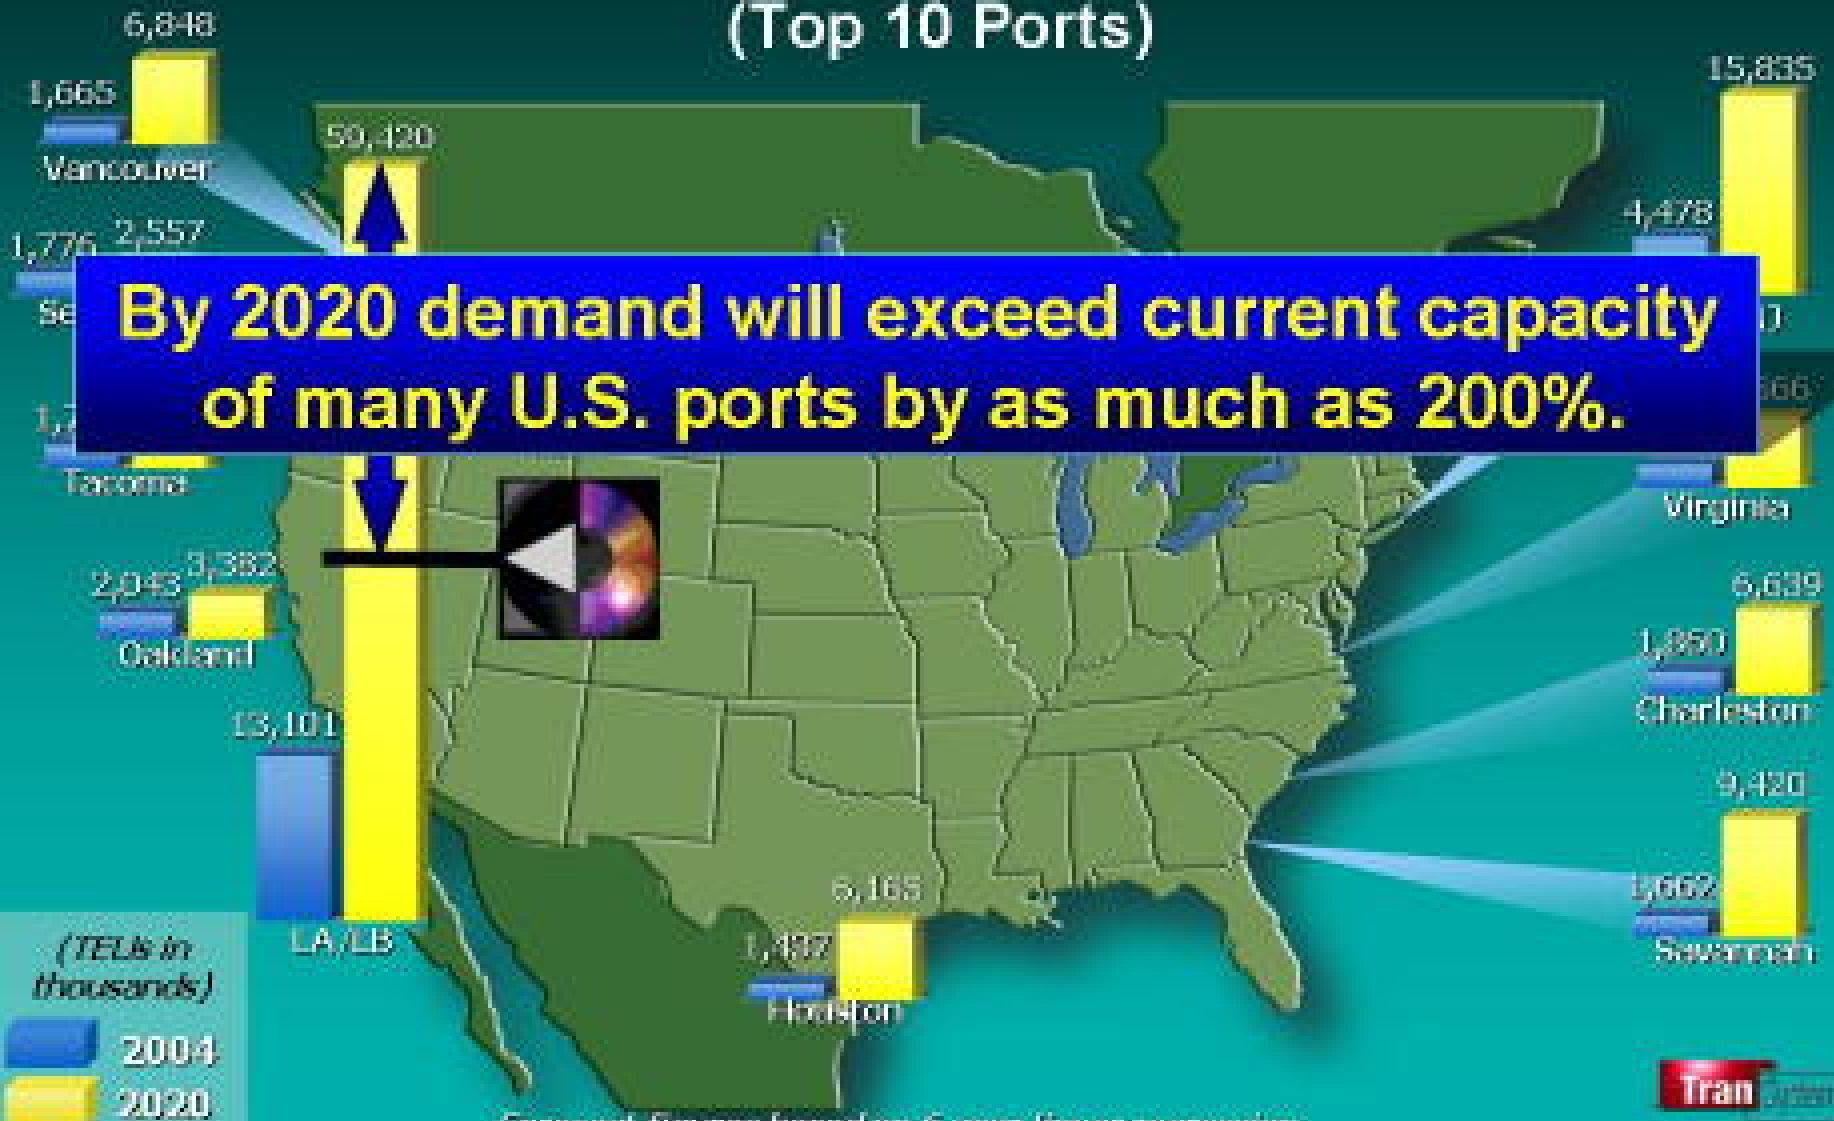 (Top 10 Ports)
6,848
1,665
Vancouver
59,420
15,835
4,478
1,776 2,557
By 2020 demand will exceed current capacity
of many U.S. ports by as much as 200%.
Tacoma
Virginia
2,043 3,382
Oakland
6,639
1,860
Charleston
13,101
LA/LB
9,420
1,662
Savannah
6,168
1,437
Houston
(TEUs in
thousands)
2004
2020
Tran